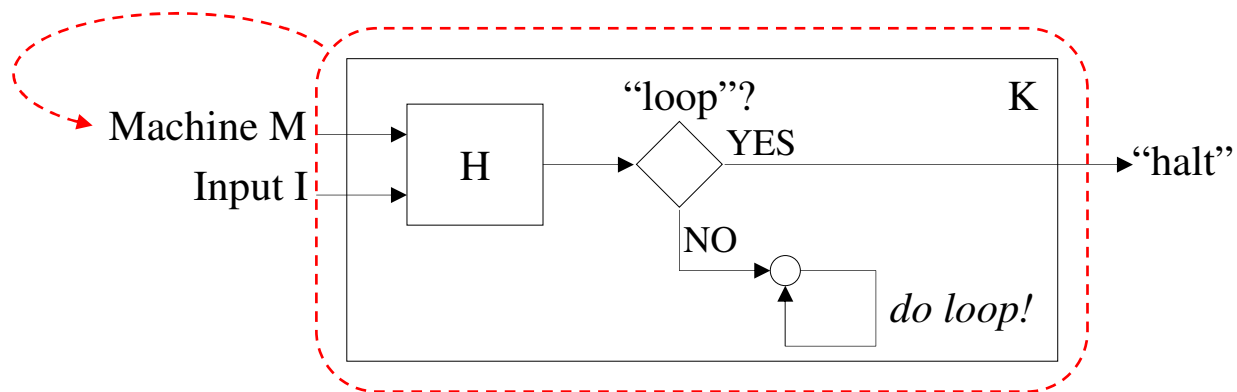 “loop”?
K
Machine M
YES
“halt”
H
Input I
NO
do loop!